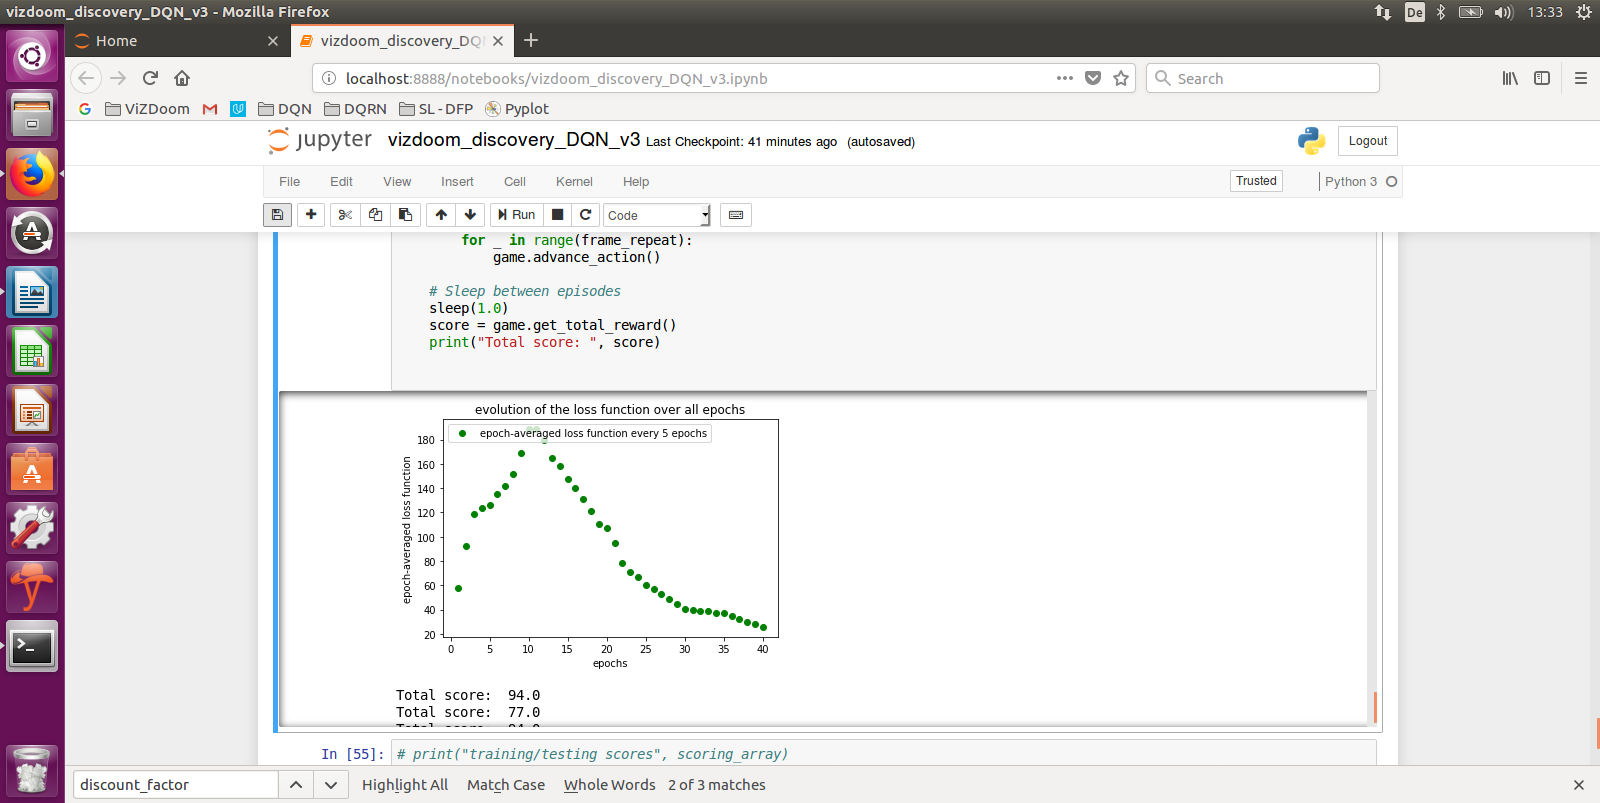 vizdoom_discovery_DQN_v3 - Mozilla Firefox
De
13:33
Home
vizdoom_discovery_DQ
localhost:8888/notebooks/vizdoom_discovery_DQN_v3.ipynb
Search
ViZDoom
DQN
DQRN
SL - DFP
Pyplot
jupyter
vizdoom_discovery_DQN_v3 Last Checkpoint: 41 minutes ago (autosaved)
Logout
File Edit View Insert Cell Kernel Help
Trusted
Python 3
Run
Code
for _ in range(frame_repeat):
game.advance_action()
# Sleep between episodes
sleep(1.0)
score = game.get_total_reward()
print("Total score: ", score)
evolution of the loss function over all epochs
epoch-averaged loss function every 5 epochs
epoch-averaged loss function
180
160
140
120
100
80
60
40
20
0 5 10 15 20 25 30 35 40
epochs
Total score: 94.0
Total score: 77.0
In [55]: # print("training/testing scores", scoring_array)
discount_factor
Highlight All Match Case Whole Words 2 of 3 matches